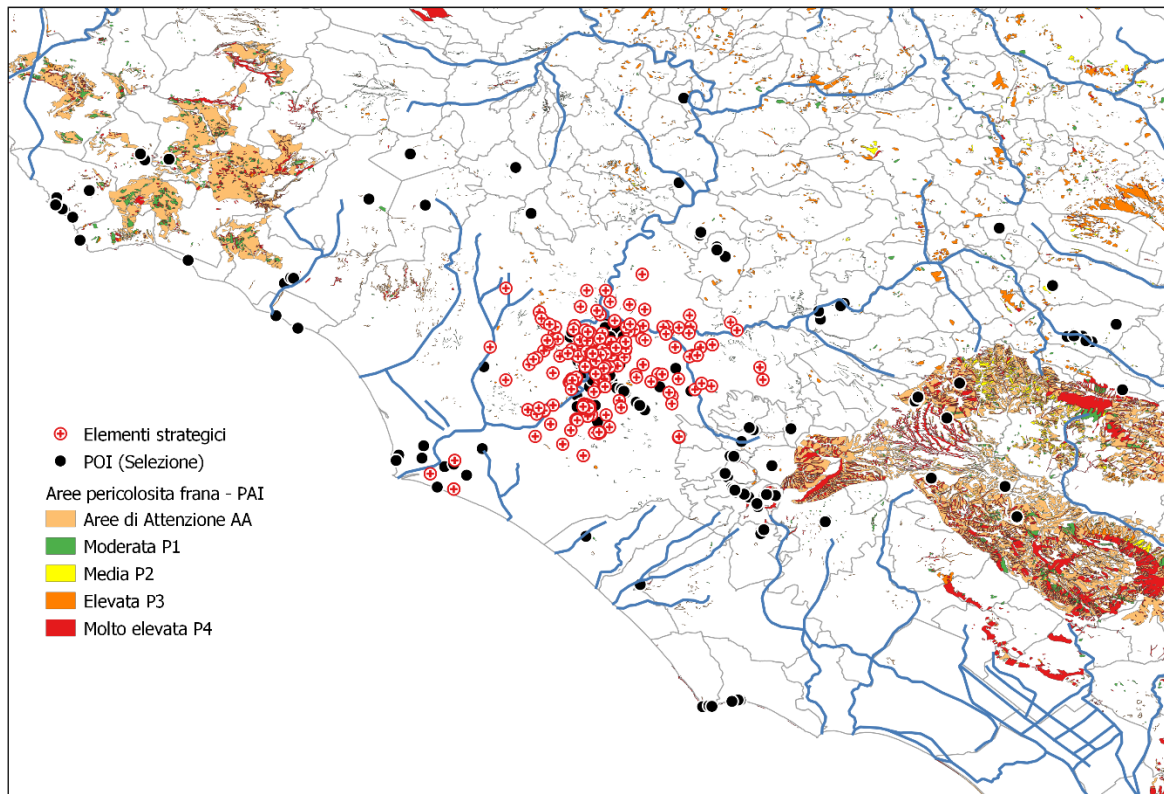 Elementi strategici
POI (Selezione)
Aree pericolosita frana - PAI
Aree di Attenzione AA
Moderata P1
Media P2
Elevata P3
Molto elevata P4